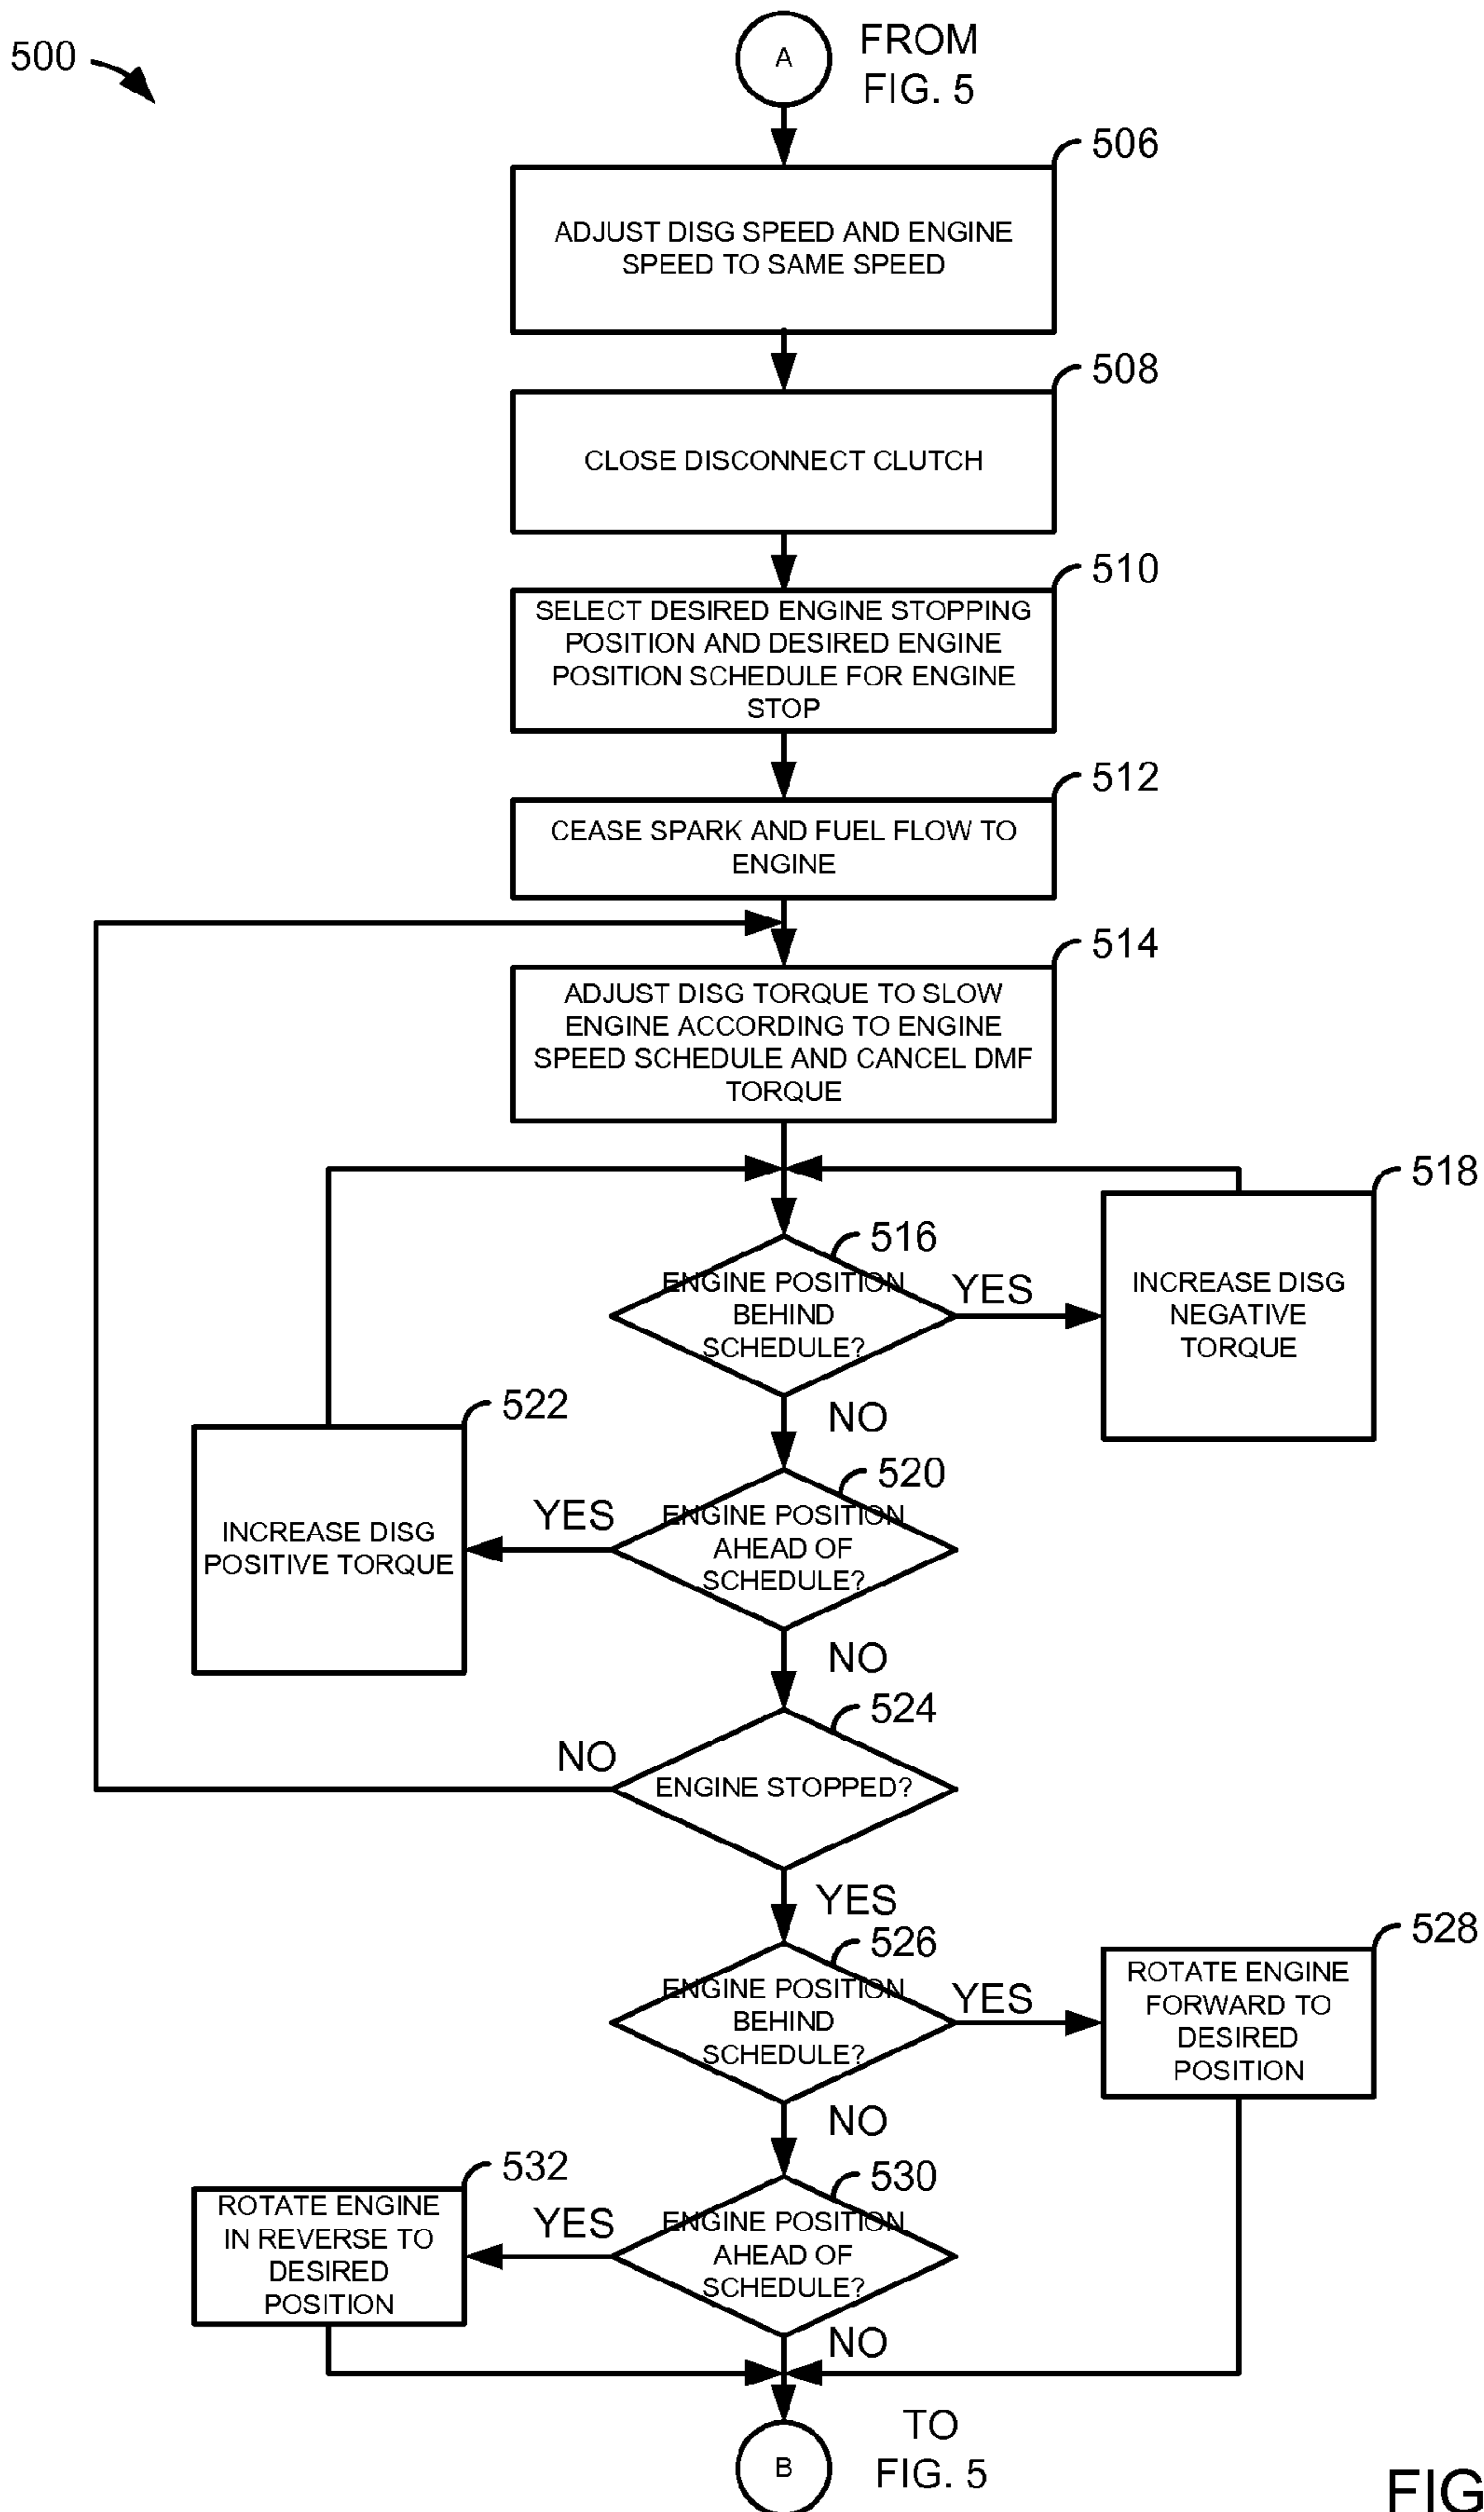 500
A
FROM
FIG. 5
506
ADJUST DISG SPEED AND ENGINE
SPEED TO SAME SPEED
508
CLOSE DISCONNECT CLUTCH
510
SELECT DESIRED ENGINE STOPPING
POSITION AND DESIRED ENGINE
POSITION SCHEDULE FOR ENGINE
STOP
512
CEASE SPARK AND FUEL FLOW TO
ENGINE
514
ADJUST DISG TORQUE TO SLOW
ENGINE ACCORDING TO ENGINE
SPEED SCHEDULE AND CANCEL DMF
TORQUE
516
ENGINE POSITION
BEHIND
SCHEDULE?
YES
518
INCREASE DISG
NEGATIVE
TORQUE
NO
520
ENGINE POSITION
AHEAD OF
SCHEDULE?
YES
522
INCREASE DISG
POSITIVE TORQUE
NO
524
ENGINE STOPPED?
NO
YES
526
ENGINE POSITION
BEHIND
SCHEDULE?
YES
528
ROTATE ENGINE
FORWARD TO
DESIRED
POSITION
NO
530
ENGINE POSITION
AHEAD OF
SCHEDULE?
YES
532
ROTATE ENGINE
IN REVERSE TO
DESIRED
POSITION
NO
B
TO
FIG. 5
FIG